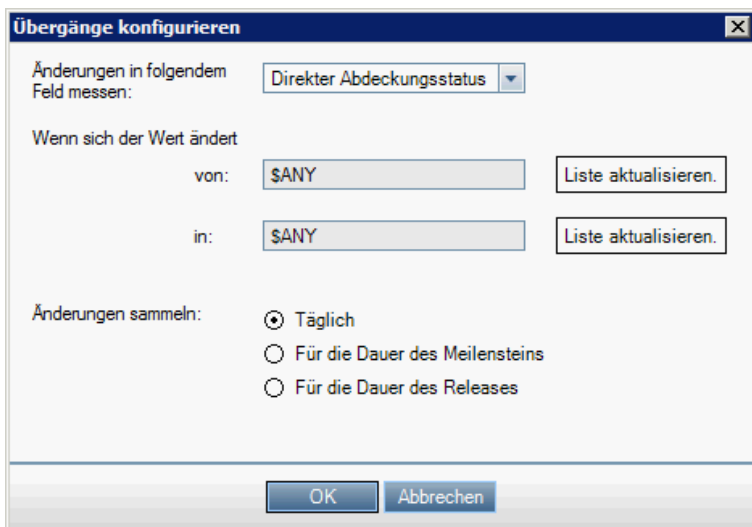 Übergänge konfigurieren
Änderungen in folgendem
Feld messen:
Direkter Abdeckungsstatus
Wenn sich der Wert ändert
von:
$ANY
Liste aktualisieren.
in:
$ANY
Liste aktualisieren.
Änderungen sammeln:
Täglich
Für die Dauer des Meilensteins
Für die Dauer des Releases
OK
Abbrechen